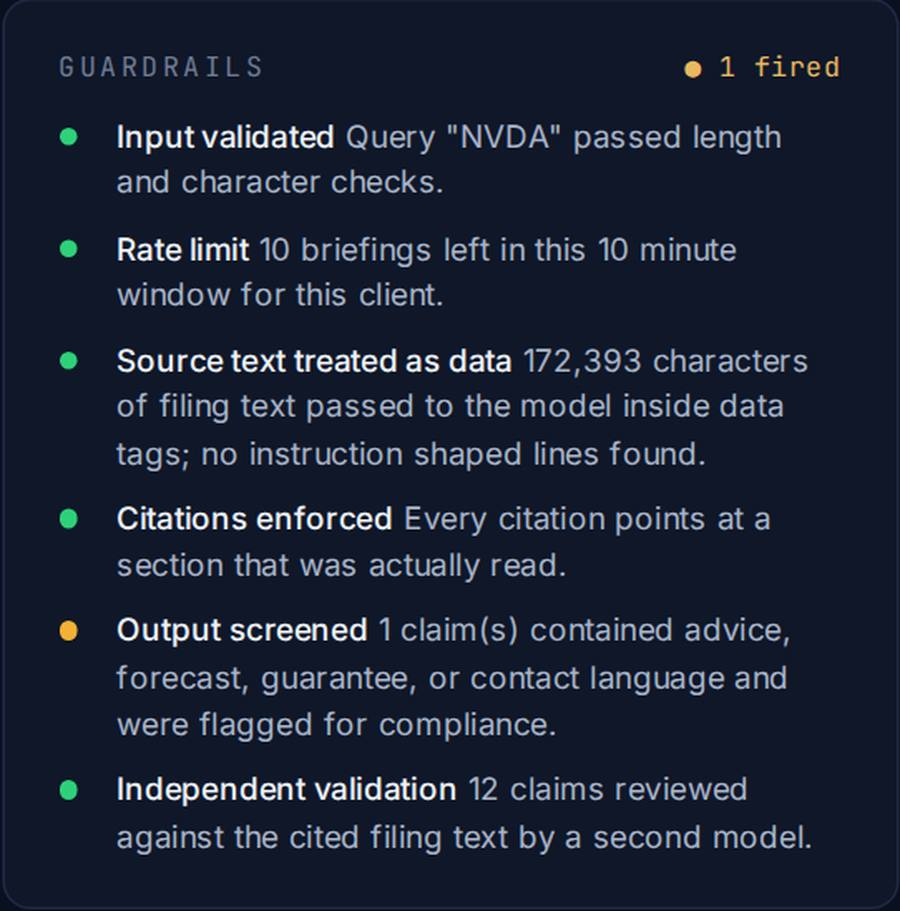 GUARDRAILS
1 fired
Input validated Query "NVDA" passed length
and character checks.
Rate limit 10 briefings left in this 10 minute
window for this client.
Source text treated as data 172,393 characters
of filing text passed to the model inside data
tags; no instruction shaped lines found.
Citations enforced Every citation points at a
section that was actually read.
Output screened 1 claim(s) contained advice,
forecast, guarantee, or contact language and
were flagged for compliance.
Independent validation 12 claims reviewed
against the cited filing text by a second model.